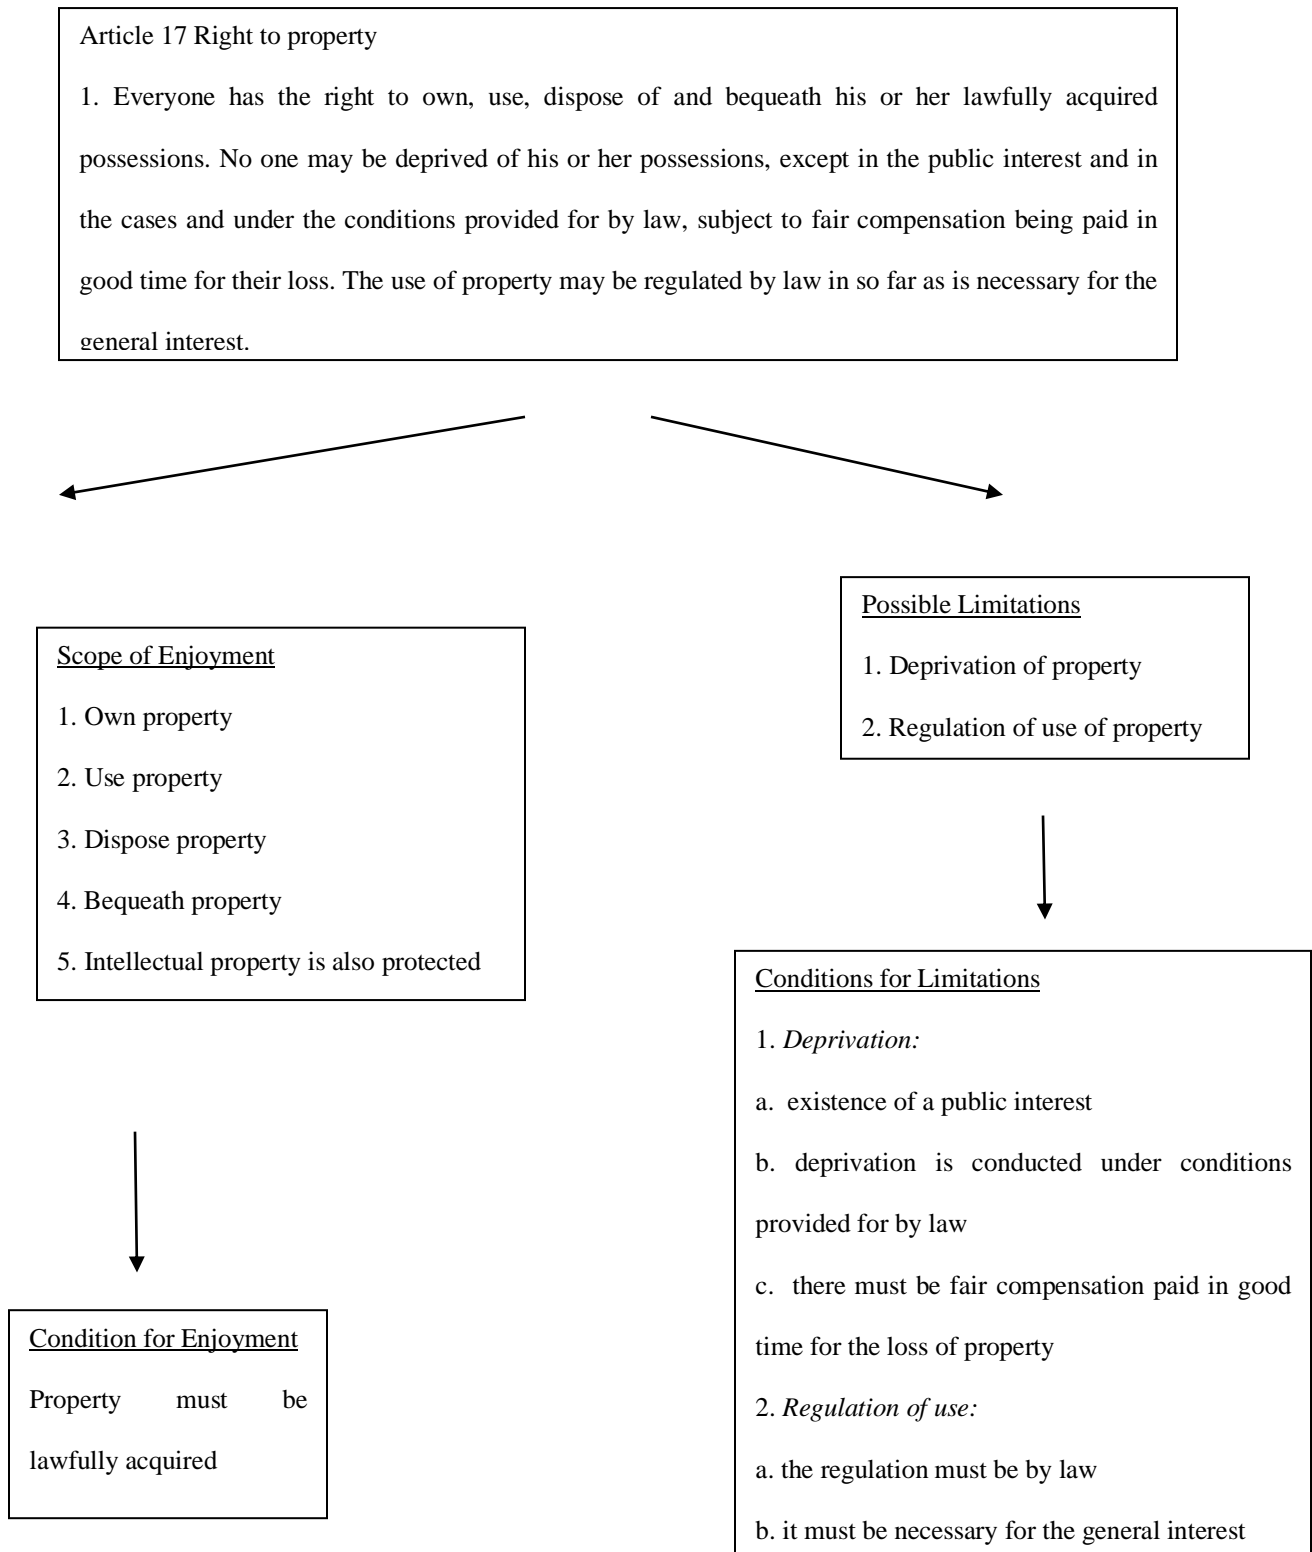 Article 17 Right to property
1. Everyone has the right to own, use, dispose of and bequeath his or her lawfully acquired
possessions. No one may be deprived of his or her possessions, except in the public interest and in
the cases and under the conditions provided for by law, subject to fair compensation being paid in
good time for their loss. The use of property may be regulated by law in so far as is necessary for the
general interest.
Scope of Enjoyment
1. Own property
2. Use property
3. Dispose property
4. Bequeath property
5. Intellectual property is also protected
Condition for Enjoyment
Property must be
lawfully acquired
Possible Limitations
1. Deprivation of property
2. Regulation of use of property
Conditions for Limitations
1. Deprivation:
a. existence of a public interest
b. deprivation is conducted under conditions
provided for by law
c. there must be fair compensation paid in good
time for the loss of property
2. Regulation of use:
a. the regulation must be by law
b. it must be necessary for the general interest